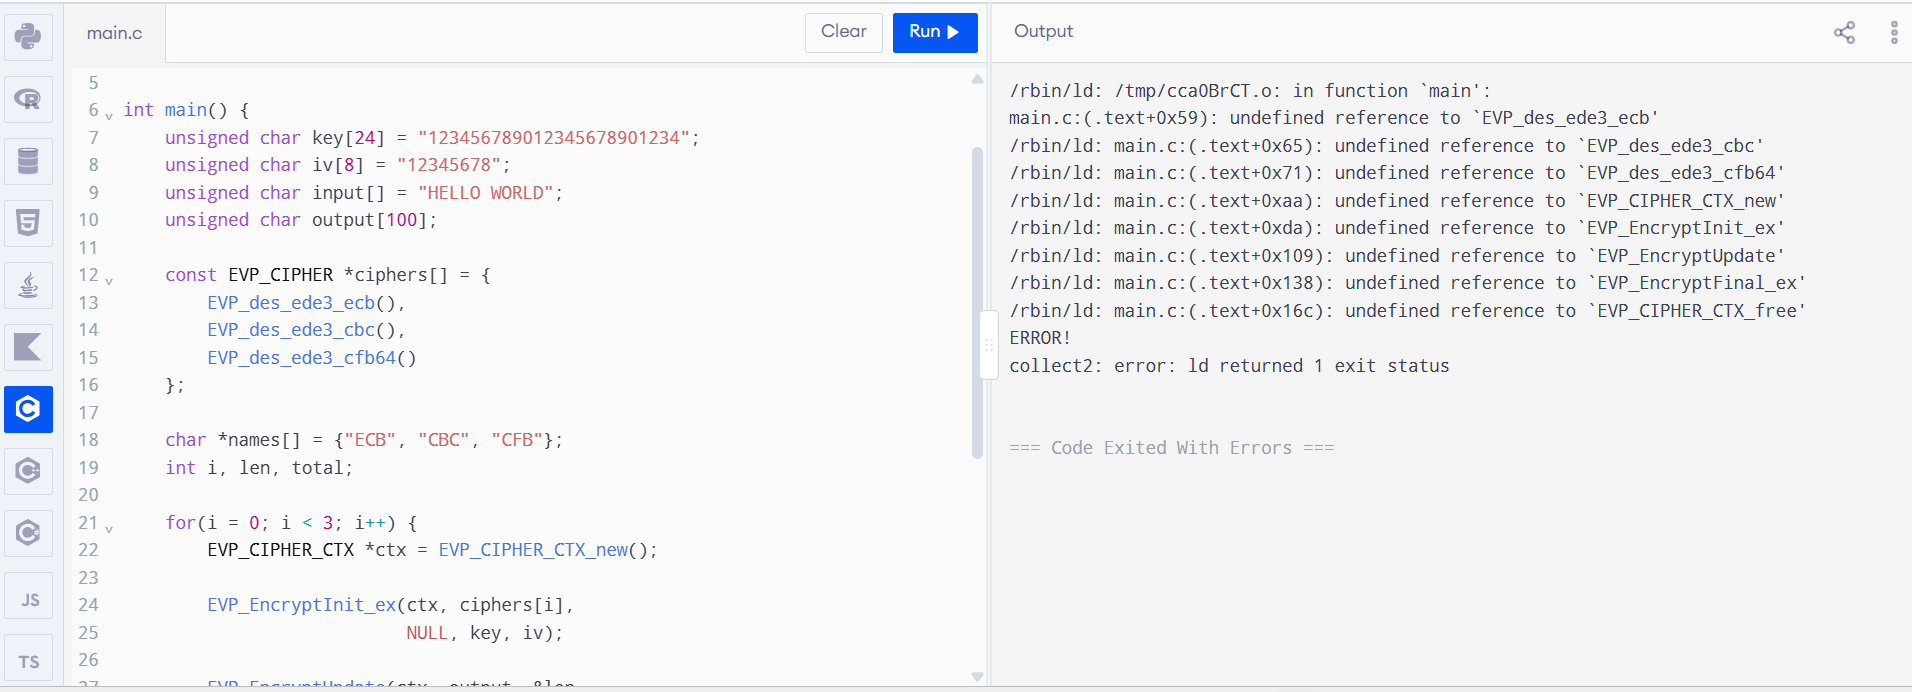 main.c
Clear
Run
Output
5
6 int main() {
7 unsigned char key[24] = "123456789012345678901234";
8 unsigned char iv[8] = "12345678";
9 unsigned char input[] = "HELLO WORLD";
10 unsigned char output[100];
11
12 const EVP_CIPHER *ciphers[] = {
13 EVP_des_ede3_ecb(),
14 EVP_des_ede3_cbc(),
15 EVP_des_ede3_cfb64()
16 };
17
18 char *names[] = {"ECB", "CBC", "CFB"};
19 int i, len, total;
20
21 for(i = 0; i < 3; i++) {
22 EVP_CIPHER_CTX *ctx = EVP_CIPHER_CTX_new();
23
24 EVP_EncryptInit_ex(ctx, ciphers[i],
25 NULL, key, iv);
26
27 EVP_EncryptUpdate(ctx, output, &len,
/rbin/ld: /tmp/cca0BrCT.o: in function `main':
main.c:(.text+0x59): undefined reference to `EVP_des_ede3_ecb'
/rbin/ld: main.c:(.text+0x65): undefined reference to `EVP_des_ede3_cbc'
/rbin/ld: main.c:(.text+0x71): undefined reference to `EVP_des_ede3_cfb64'
/rbin/ld: main.c:(.text+0xaa): undefined reference to `EVP_CIPHER_CTX_new'
/rbin/ld: main.c:(.text+0xda): undefined reference to `EVP_EncryptInit_ex'
/rbin/ld: main.c:(.text+0x109): undefined reference to `EVP_EncryptUpdate'
/rbin/ld: main.c:(.text+0x138): undefined reference to `EVP_EncryptFinal_ex'
/rbin/ld: main.c:(.text+0x16c): undefined reference to `EVP_CIPHER_CTX_free'
ERROR!
collect2: error: ld returned 1 exit status
=== Code Exited With Errors ===
R
5
C
C
C
JS
TS